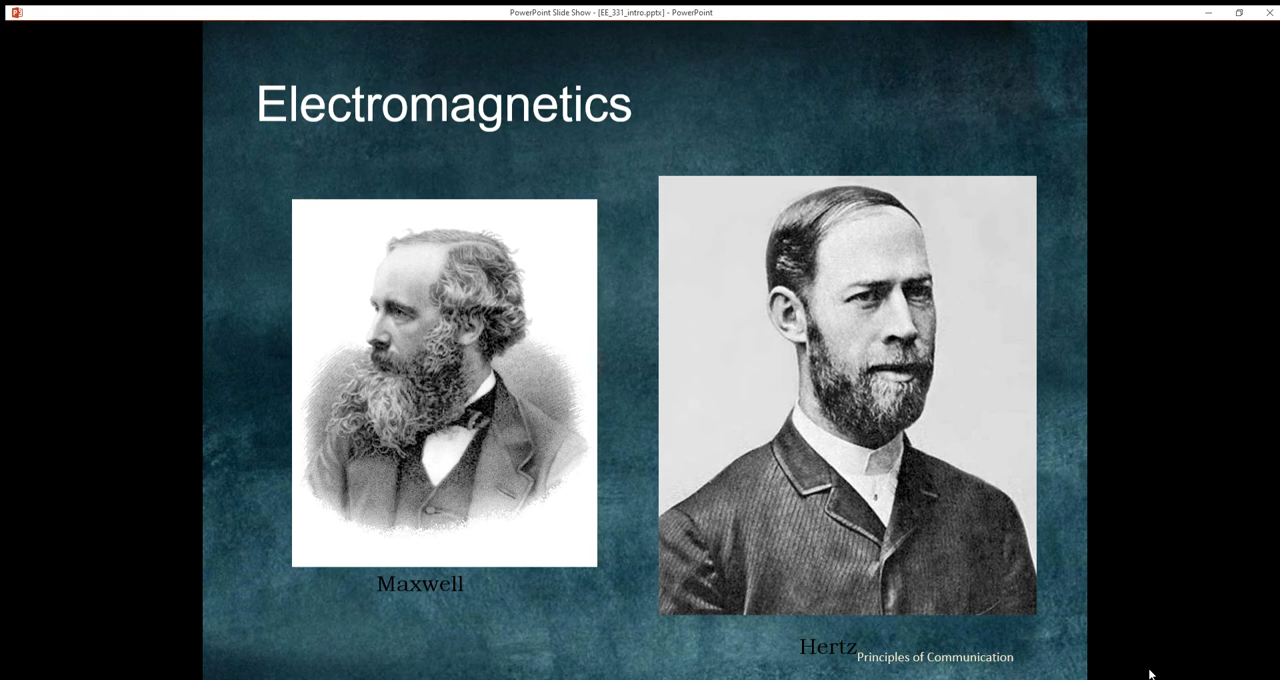 PowerPoint Slide Show - [EE_331_intro.pptx] - PowerPoint
Electromagnetics
Maxwell
Hertz
Principles of Communication